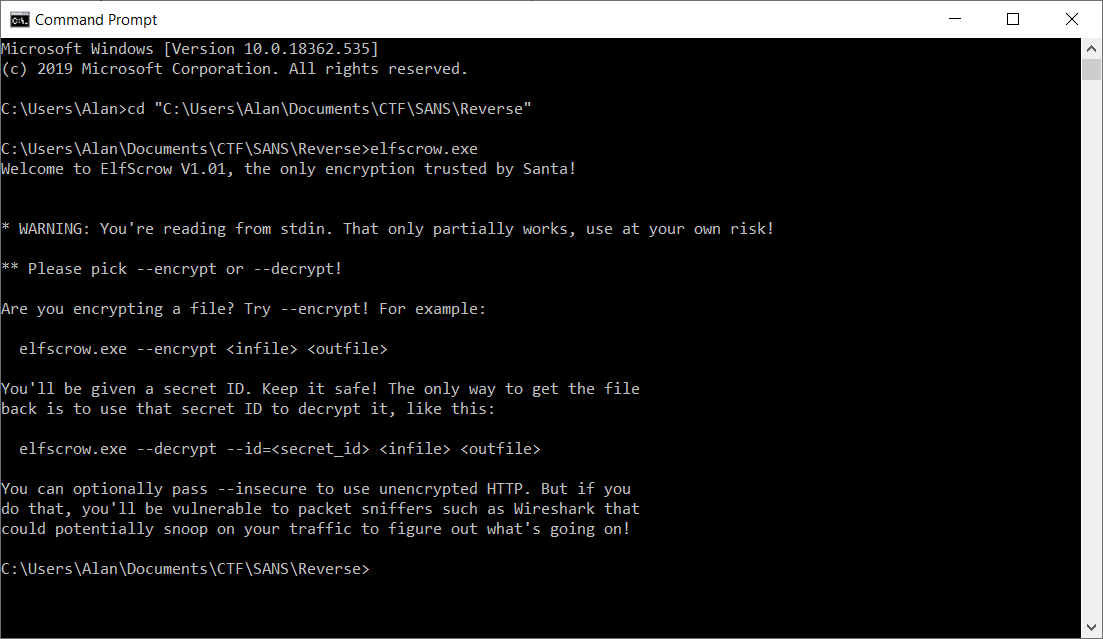 Command Prompt
Microsoft Windows [Version 10.0.18362.535]
(c) 2019 Microsoft Corporation. All rights reserved.
C:\Users\Alan>cd "C:\Users\Alan\Documents\CTF\SANS\Reverse"
C:\Users\Alan\Documents\CTF\SANS\Reverse>elfscrow.exe
Welcome to ElfScrow V1.01, the only encryption trusted by Santa!
* WARNING: You're reading from stdin. That only partially works, use at your own risk!
** Please pick --encrypt or --decrypt!
Are you encrypting a file? Try --encrypt! For example:
elfscrow.exe --encrypt <infile> <outfile>
You'll be given a secret ID. Keep it safe! The only way to get the file
back is to use that secret ID to decrypt it, like this:
elfscrow.exe --decrypt --id=<secret_id> <infile> <outfile>
You can optionally pass --insecure to use unencrypted HTTP. But if you
do that, you'll be vulnerable to packet sniffers such as Wireshark that
could potentially snoop on your traffic to figure out what's going on!
C:\Users\Alan\Documents\CTF\SANS\Reverse>